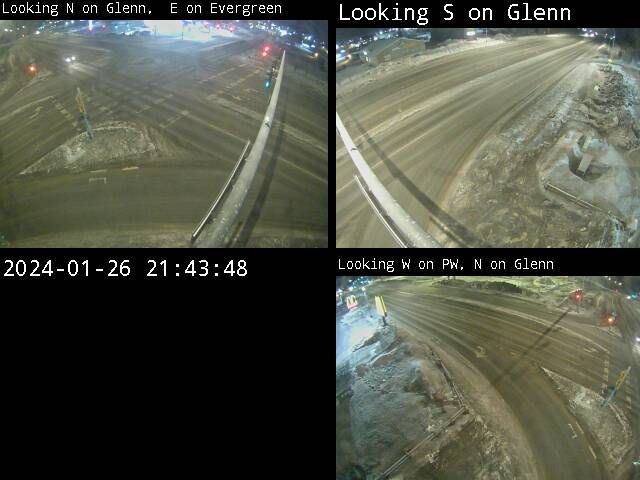 Looking N on Glenn,  E on Evergreen
Looking S on Glenn
2024-01-26 21:43:48
Looking W on PW, N on Glenn